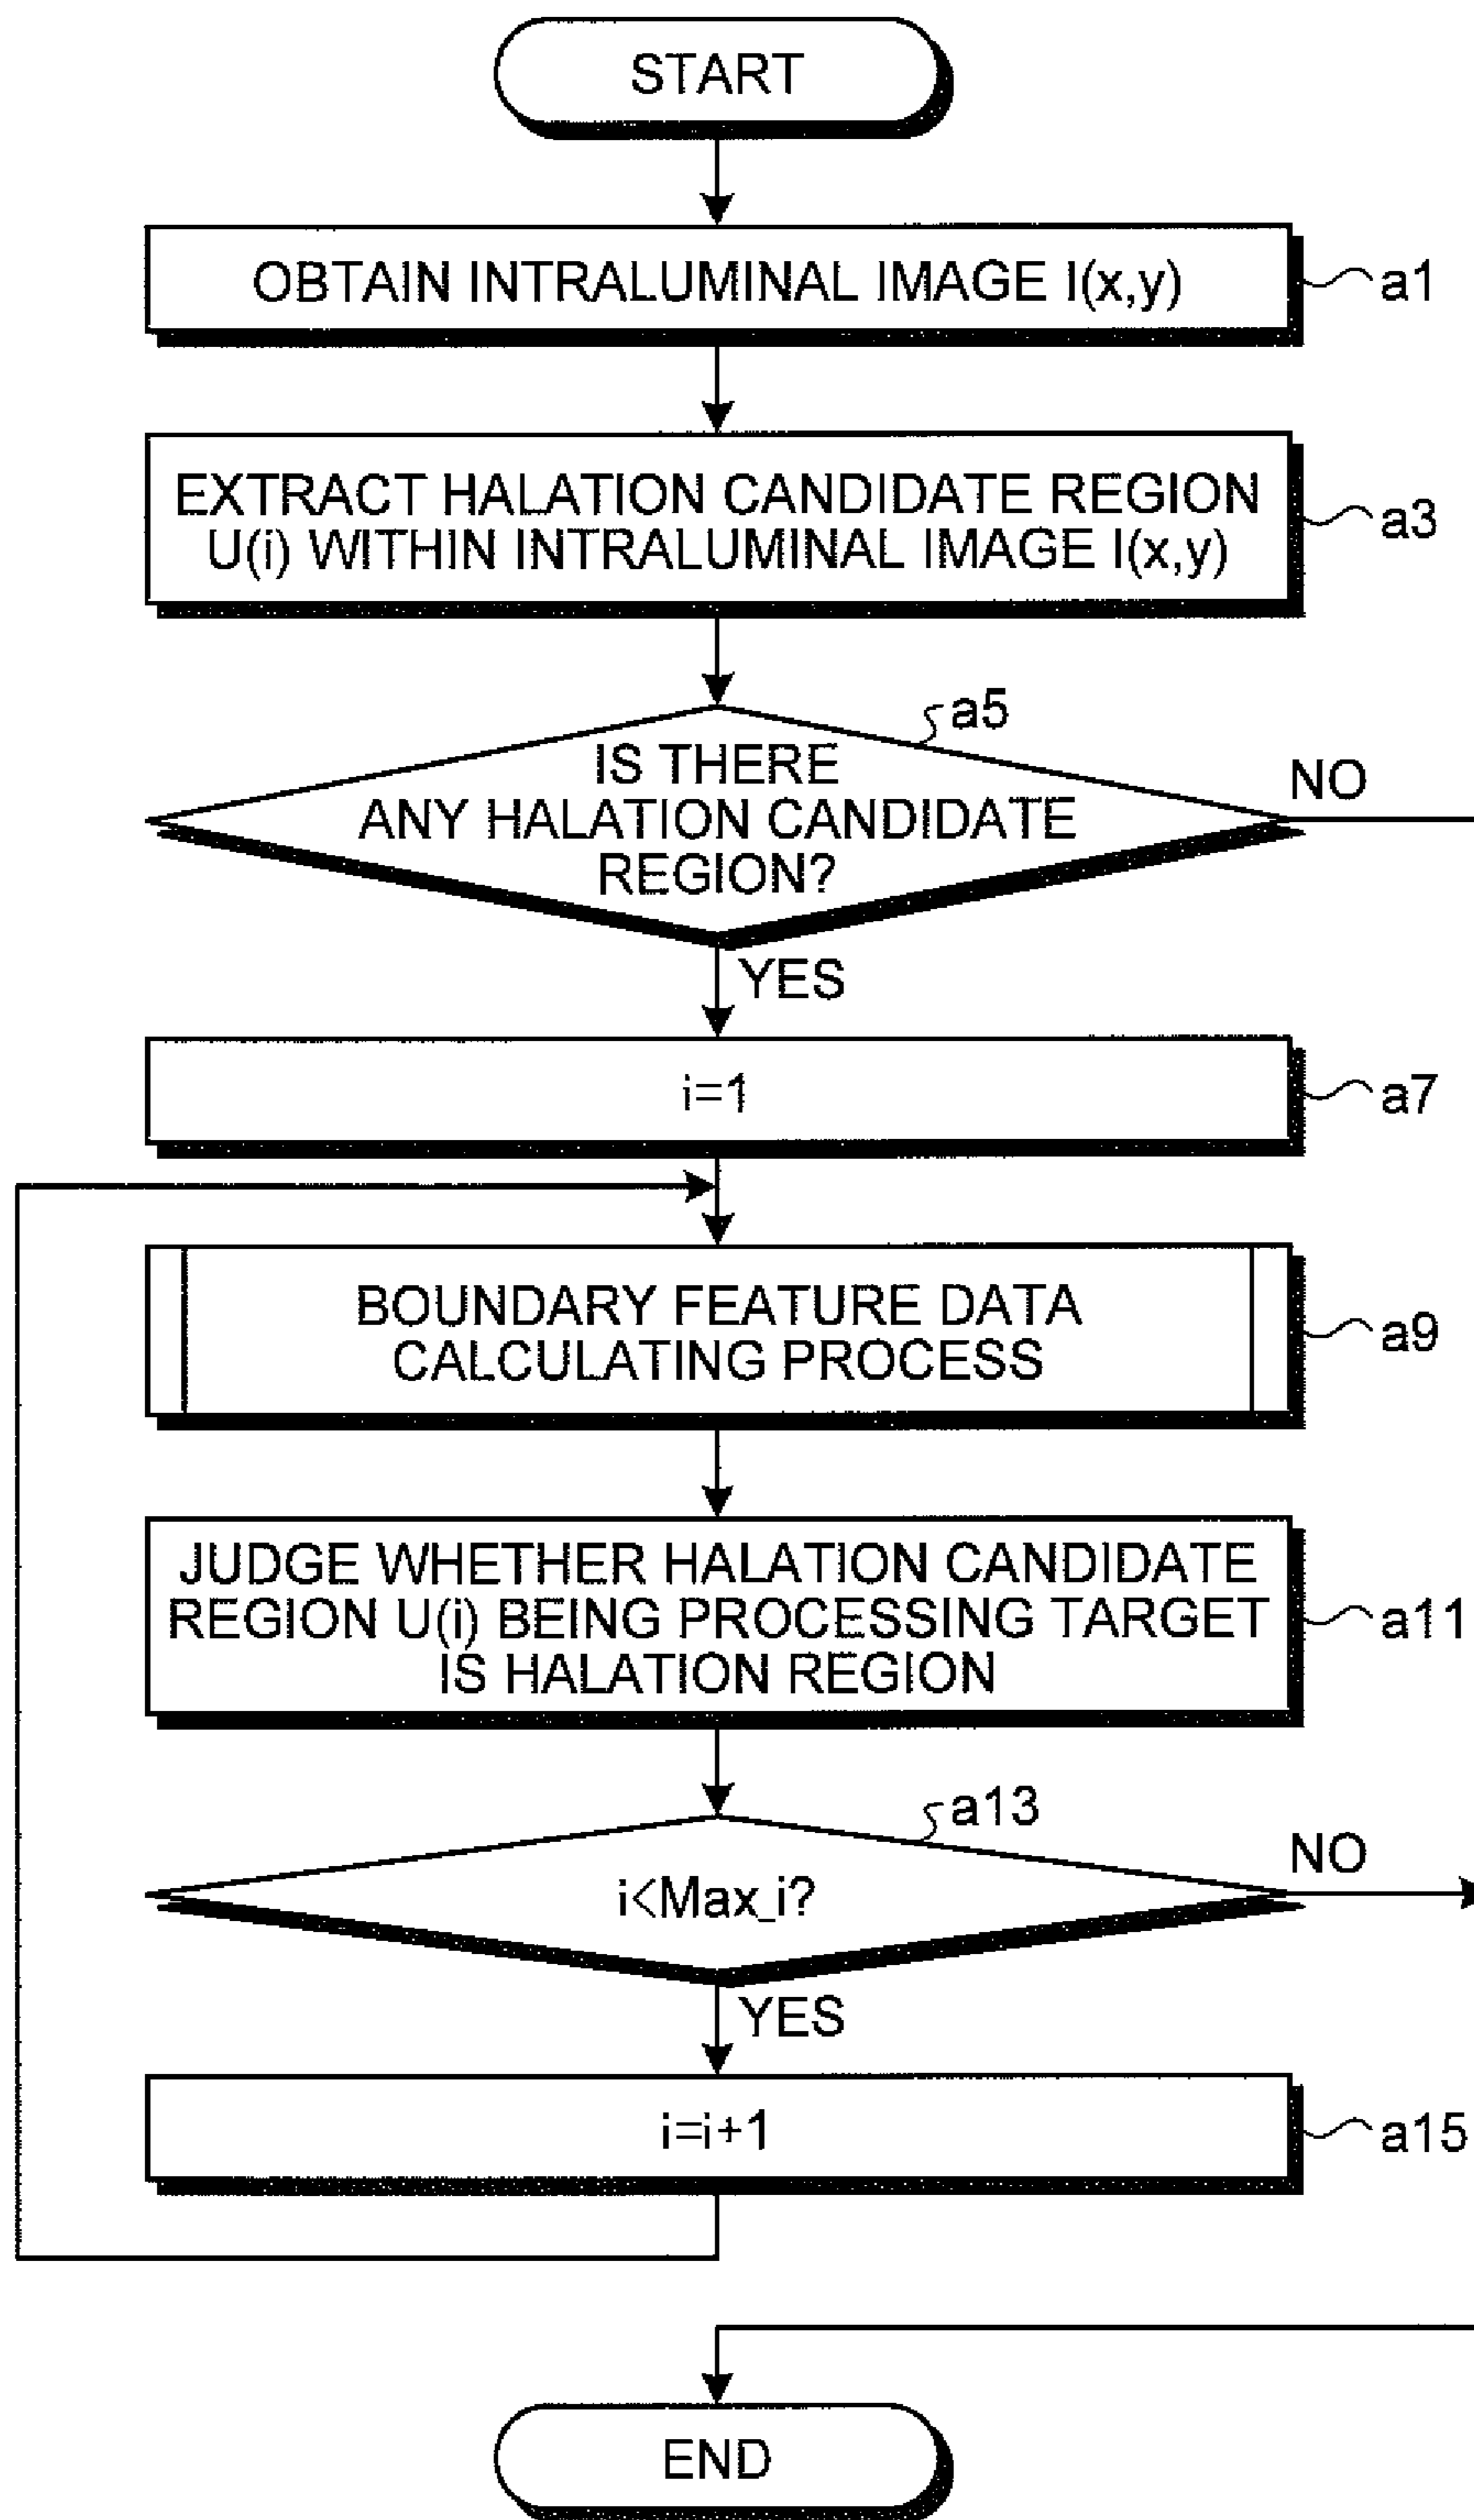 START
OBTAIN INTRALUMINAL IMAGE I(x,y)
a1
EXTRACT HALATION CANDIDATE REGION
U(i) WITHIN INTRALUMINAL IMAGE I(x,y)
a3
a5
IS THERE
ANY HALATION CANDIDATE
REGION?
NO
YES
i=1
a7
BOUNDARY FEATURE DATA
CALCULATING PROCESS
a9
JUDGE WHETHER HALATION CANDIDATE
REGION U(i) BEING PROCESSING TARGET
IS HALATION REGION
a11
a13
i<Max_i?
NO
YES
i=i+1
a15
END